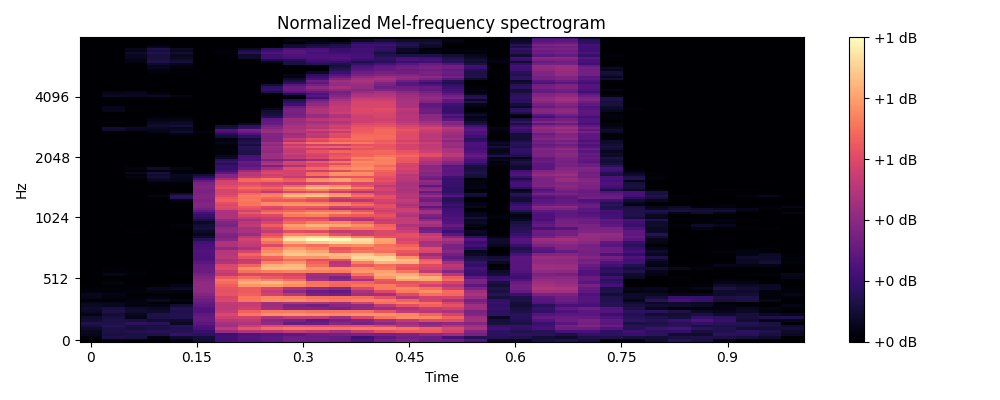 Normalized Mel-frequency spectrogram
Hz
4096
2048
1024
512
0
0 0.15 0.3 0.45 0.6 0.75 0.9
Time
+1 dB
+1 dB
+1 dB
+0 dB
+0 dB
+0 dB